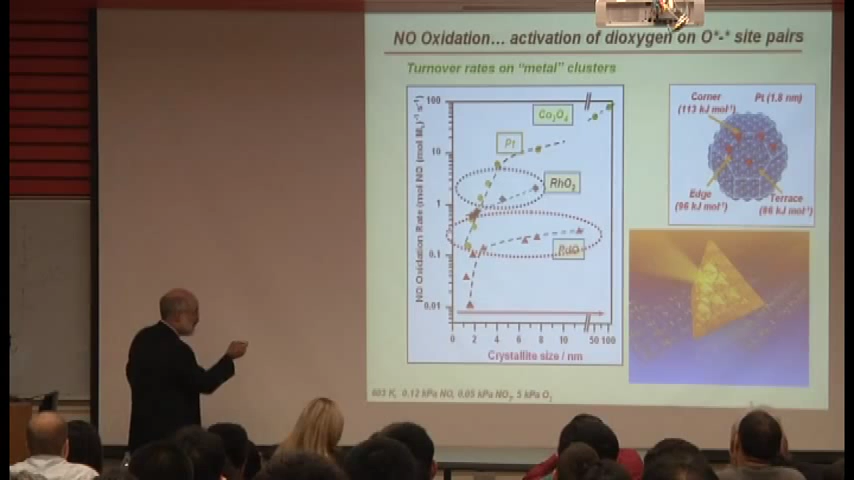 NO Oxidation... activation of dioxygen on O*-* site pairs
Turnover rates on "metal" clusters
NO Oxidation Rate (mol NO (mol Ms)⁻¹ s⁻¹)
100
10
1
0.1
0.01
Co₃O₄
Pt
RhO₂
PdO
0 2 4 6 8 10 50 100
Crystallite size / nm
Corner
(113 kJ mol⁻¹)
Pt (1.8 nm)
Edge
(96 kJ mol⁻¹)
Terrace
(86 kJ mol⁻¹)
603 K, 0.12 kPa NO, 0.05 kPa NO₂, 5 kPa O₂